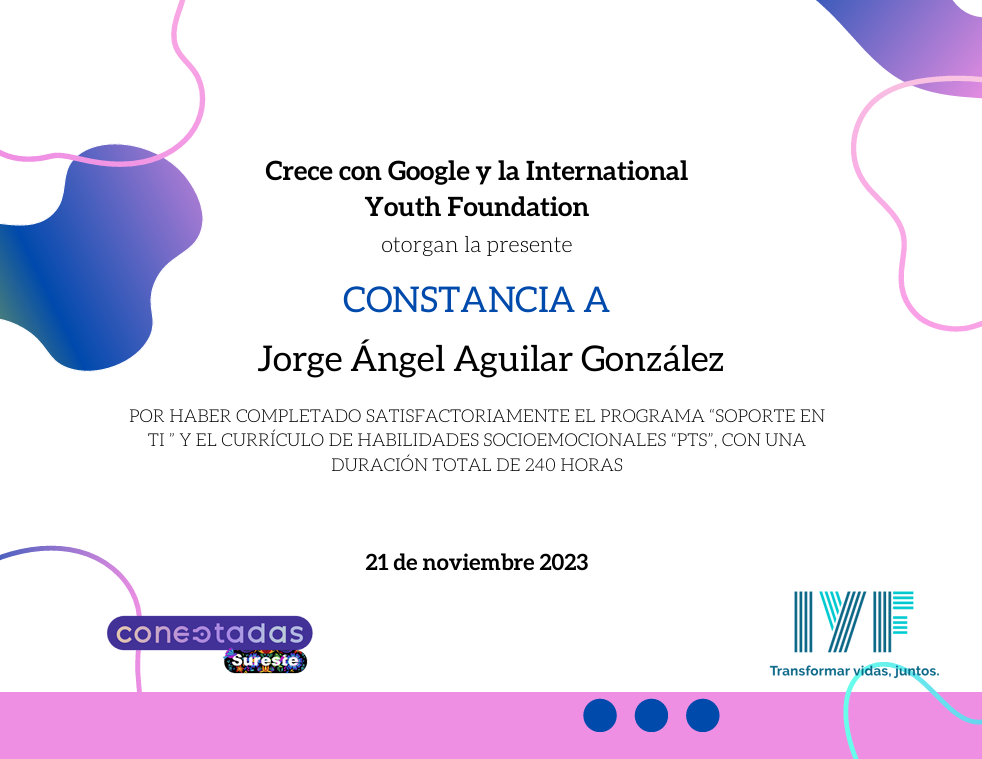 Crece con Google y la International
Youth Foundation
otorgan la presente
CONSTANCIA A
Jorge Ángel Aguilar González
POR HABER COMPLETADO SATISFACTORIAMENTE EL PROGRAMA “SOPORTE EN
TI ” Y EL CURRÍCULO DE HABILIDADES SOCIOEMOCIONALES “PTS”, CON UNA
DURACIÓN TOTAL DE 240 HORAS
21 de noviembre 2023
conectadas
Sureste
IYF
Transformar vidas, juntos.